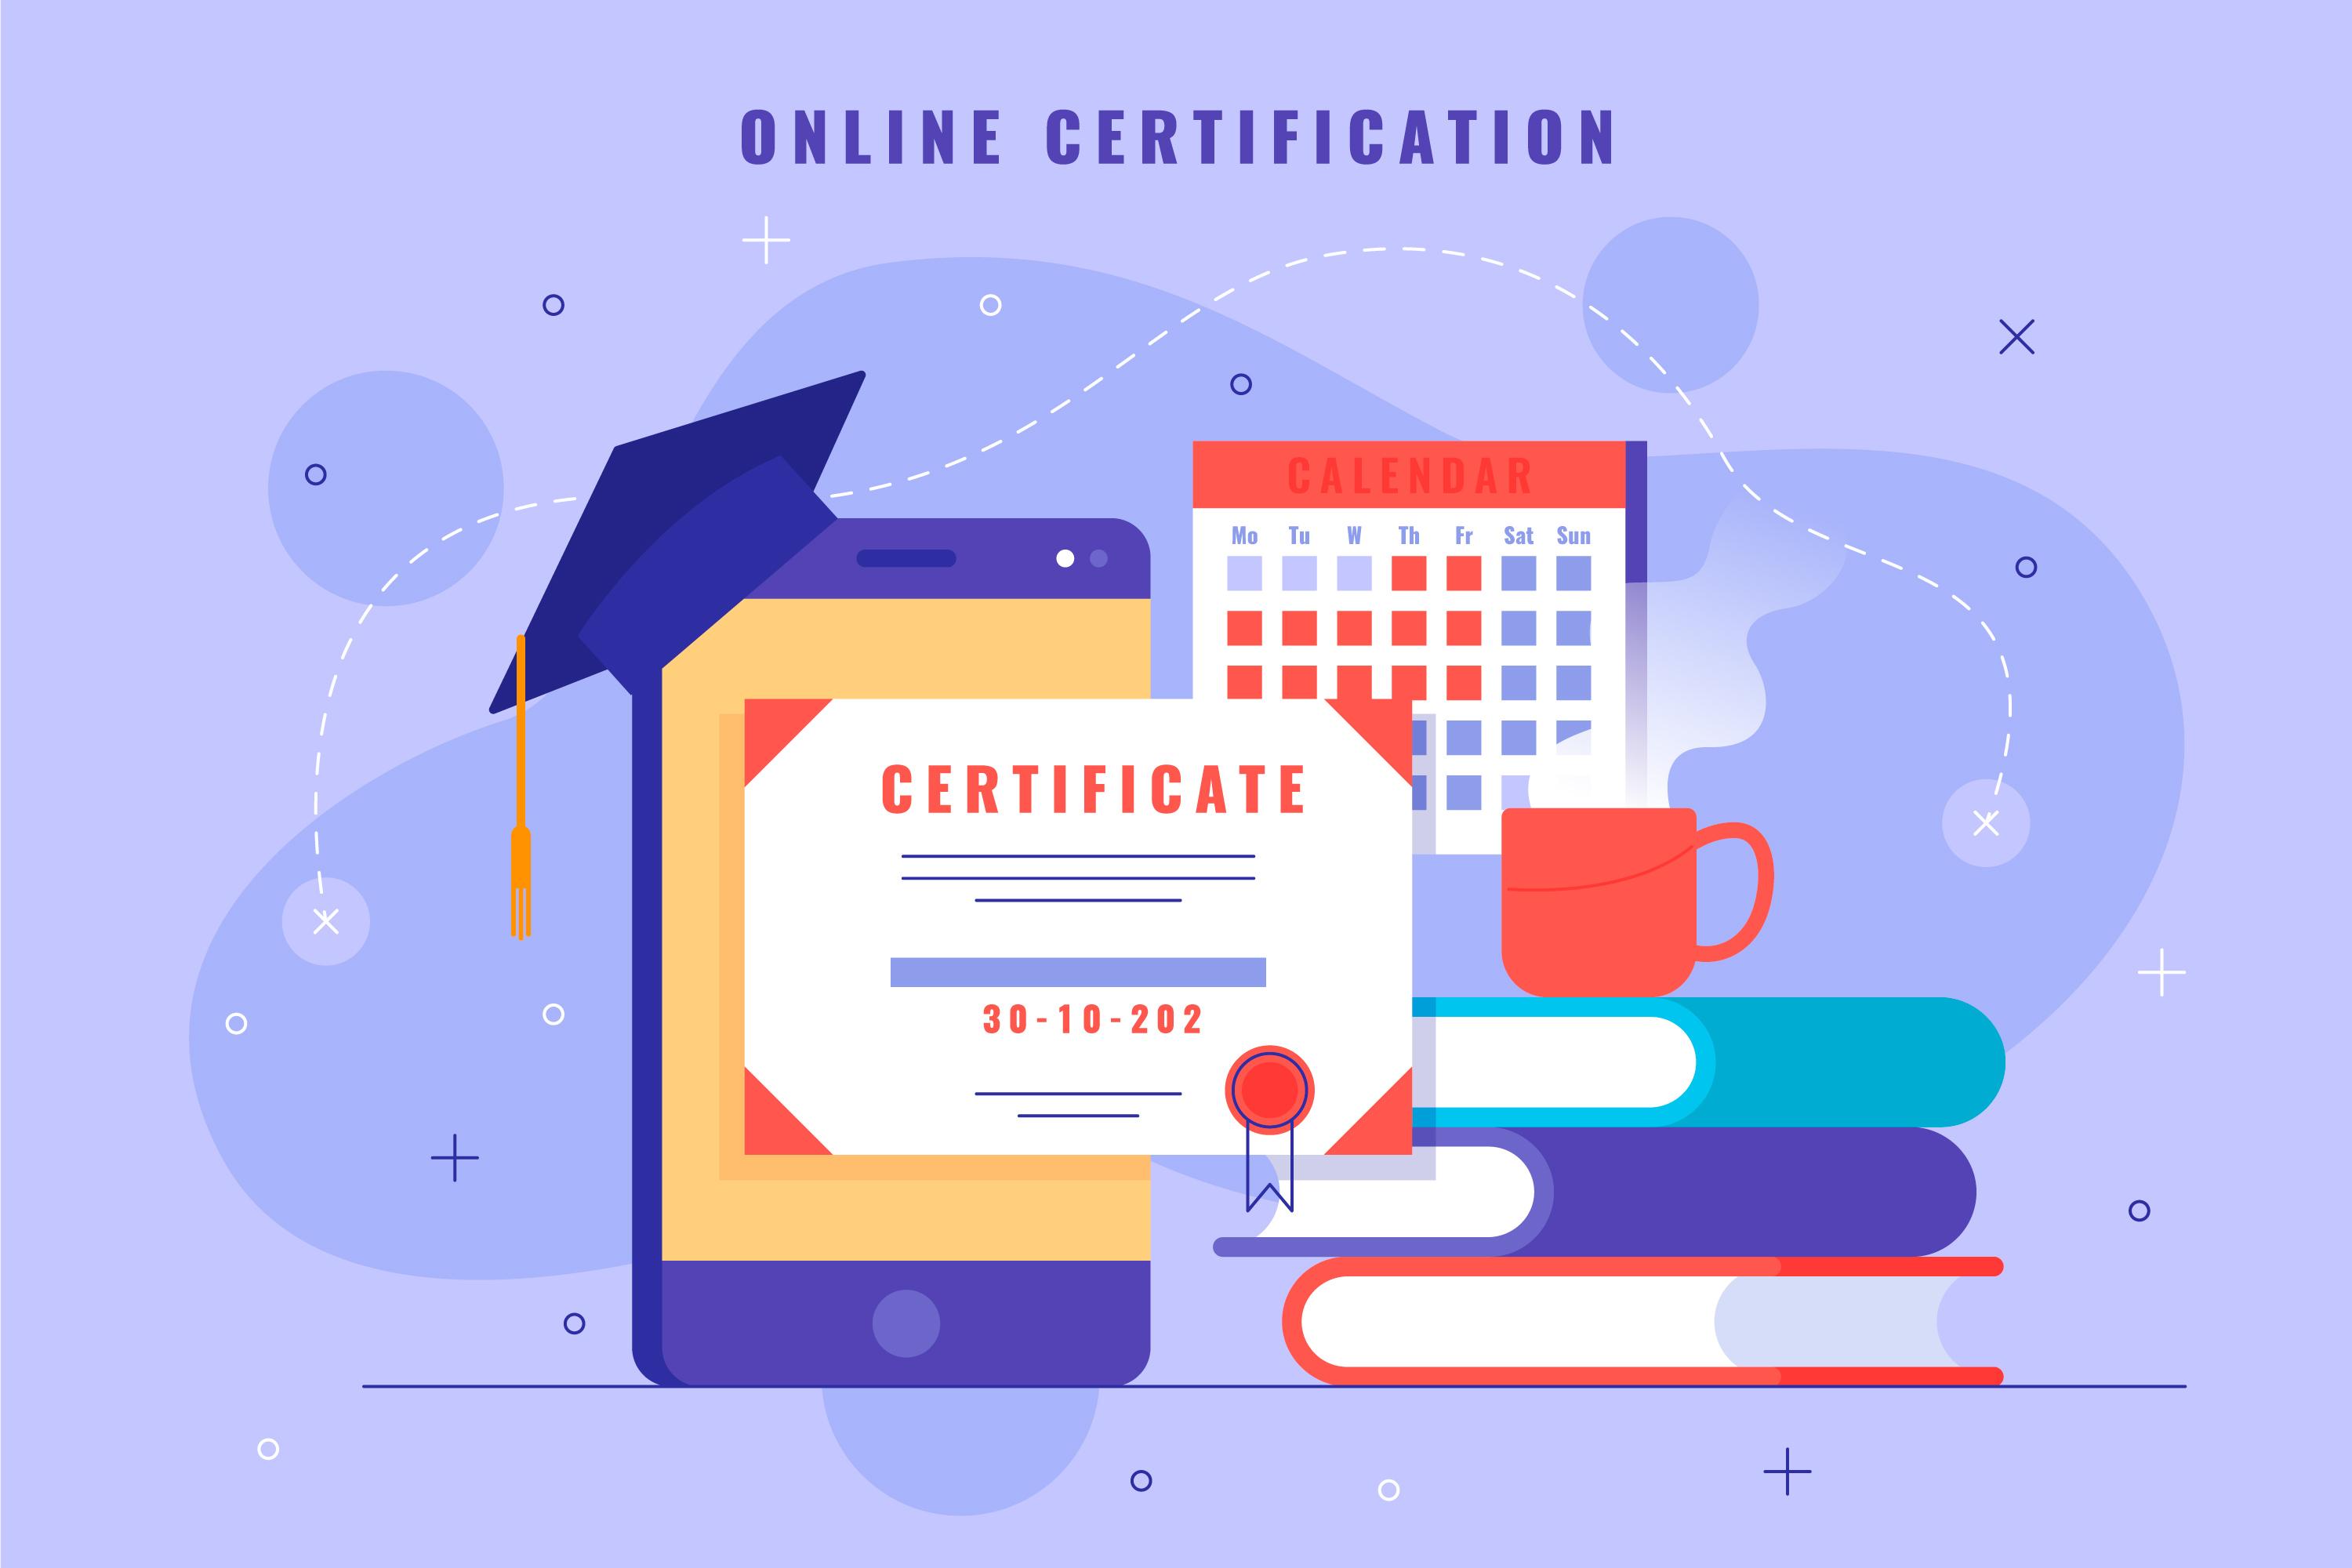 ONLINE CERTIFICATION
CALENDAR
Mo Tu W Th Fr Sat Sun
CERTIFICATE
30-10-202